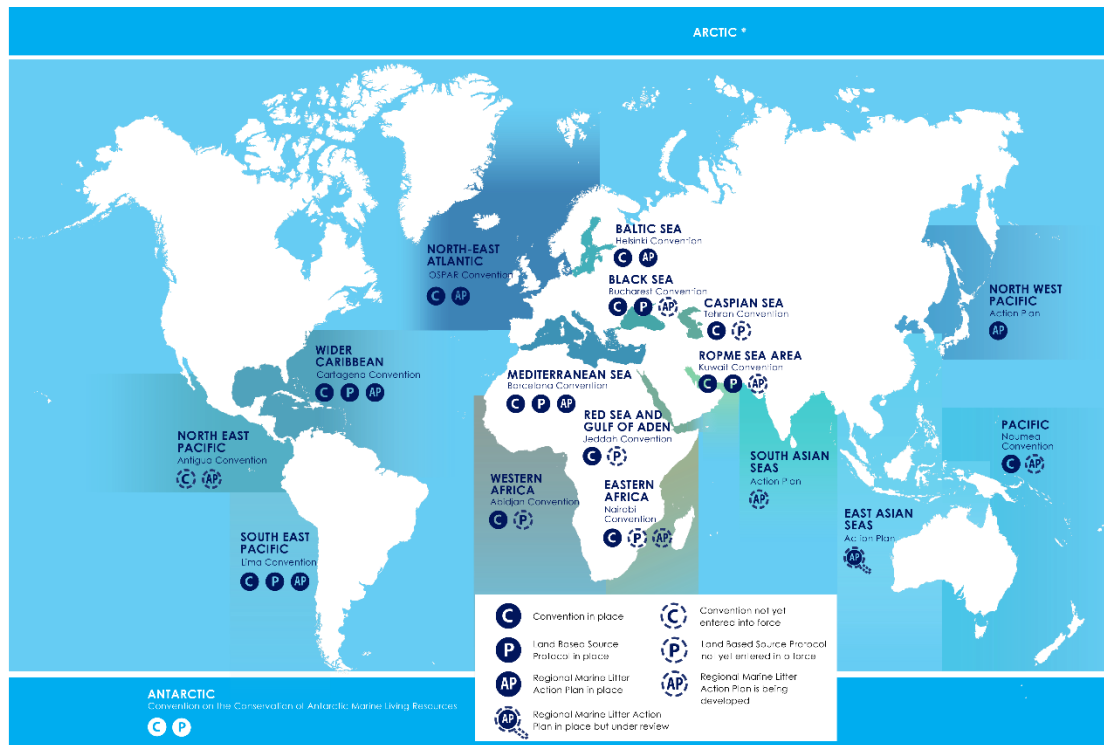 ARCTIC *
BALTIC SEA
Helsinki Convention
C AP
NORTH-EAST
ATLANTIC
OSPAR Convention
C AP
BLACK SEA
Bucharest Convention
C P AP
CASPIAN SEA
Tehran Convention
C P
NORTH WEST
PACIFIC
Action Plan
AP
WIDER
CARIBBEAN
Cartagena Convention
C P AP
MEDITERRANEAN SEA
Barcelona Convention
C P AP
ROPME SEA AREA
Kuwait Convention
C P AP
RED SEA AND
GULF OF ADEN
Jeddah Convention
C P
NORTH EAST
PACIFIC
Antigua Convention
C AP
PACIFIC
Noumea
Convention
C AP
SOUTH ASIAN
SEAS
Action Plan
AP
WESTERN
AFRICA
Abidjan Convention
C P
EASTERN
AFRICA
Nairobi
Convention
C P AP
EAST ASIAN
SEAS
Action Plan
AP
SOUTH EAST
PACIFIC
Lima Convention
C P AP
C Convention in place
C Convention not yet
entered into force
P Land Based Source
Protocol in place
P Land Based Source Protocol
not yet entered in o force
AP Regional Marine Litter
Action Plan in place
AP Regional Marine Litter
Action Plan is being
developed
AP Regional Marine Litter Action
Plan in place but under review
ANTARCTIC
Convention on the Conservation of Antarctic Marine Living Resources
C P